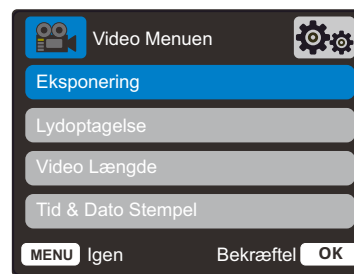 Video Menuen
Eksponering
Lydoptagelse
Video Længde
Tid & Dato Stempel
MENU Igen Bekræftel OK